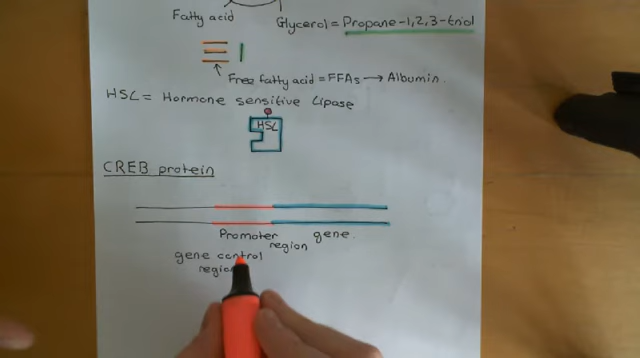 Fatty acid
Glycerol = Propane-1,2,3-triol
Free fatty acid = FFAs → Albumin.
HSL = Hormone sensitive lipase
HSL
CREB protein
Promoter region
gene.
gene control
region